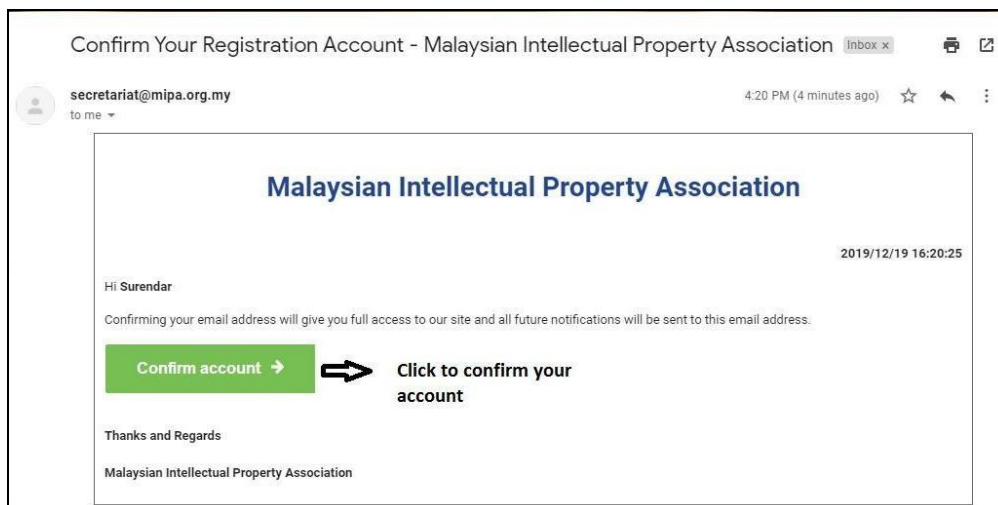 Confirm Your Registration Account - Malaysian Intellectual Property Association Inbox x
secretariat@mipa.org.my 4:20 PM (4 minutes ago)
to me
Malaysian Intellectual Property Association
2019/12/19 16:20:25
Hi Surendar
Confirming your email address will give you full access to our site and all future notifications will be sent to this email address.
Confirm account → Click to confirm your
account
Thanks and Regards
Malaysian Intellectual Property Association